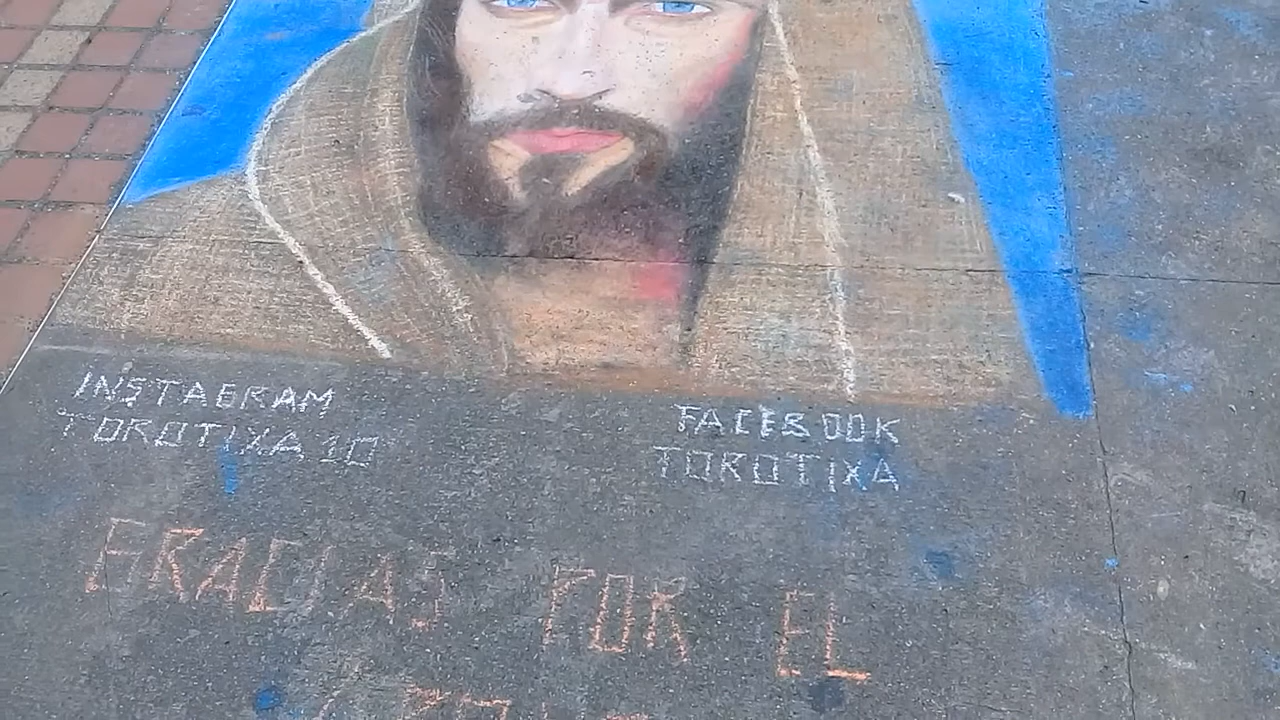 INSTAGRAM
TOROTIXA 10
FACEBOOK
TOROTIXA
GRACIAS POR EL